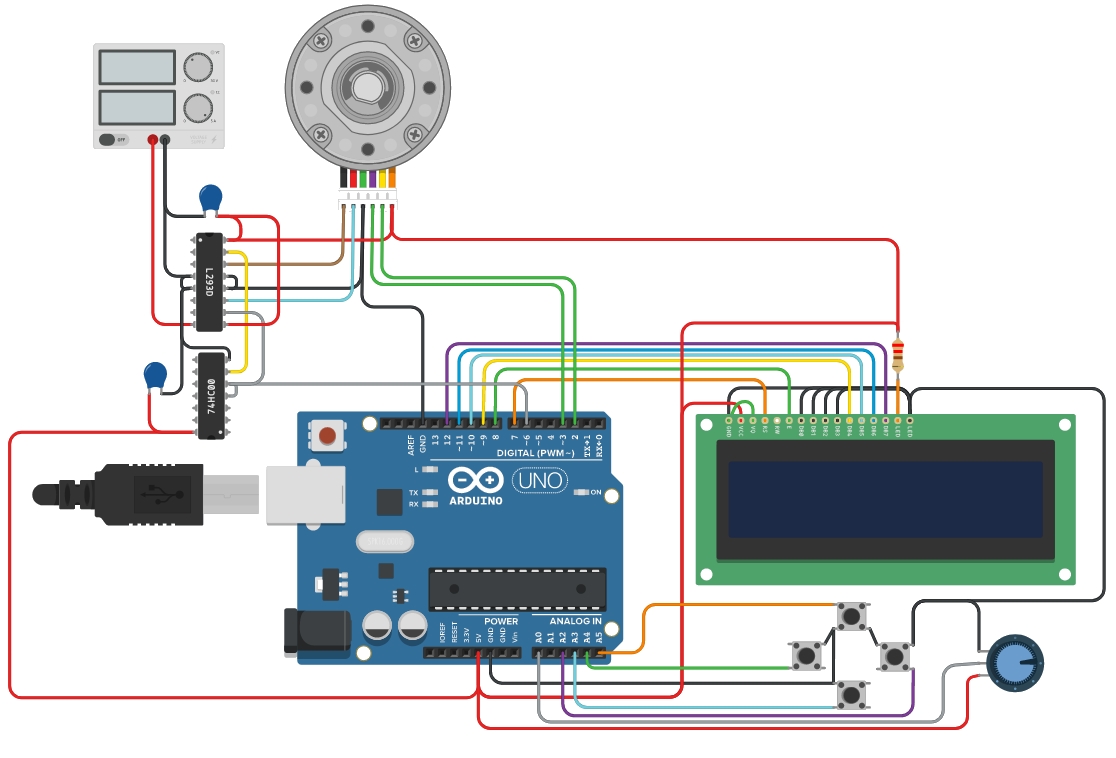 OFF
L293D
74HC00
AREF
GND
13
12
~11
~10
~9
8
7
~6
~5
4
~3
2
TX→1
RX←0
DIGITAL (PWM~)
L
TX
RX
ARDUINO
UNO
ON
POWER
ANALOG IN
IOREF
RESET
3.3V
5V
GND
GND
Vin
A0
A1
A2
A3
A4
A5
GND
VCC
VO
RS
RW
E
DB0
DB1
DB2
DB3
DB4
DB5
DB6
DB7
LED
LED